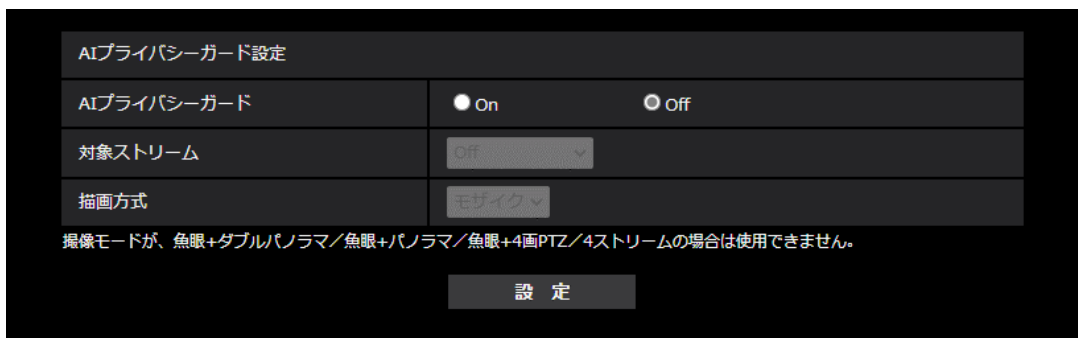 AIプライバシーガード設定
AIプライバシーガード On Off
対象ストリーム Off
描画方式 モザイク
撮像モードが、魚眼+ダブルパノラマ／魚眼+パノラマ／魚眼+4画PTZ／4ストリームの場合は使用できません。
設 定